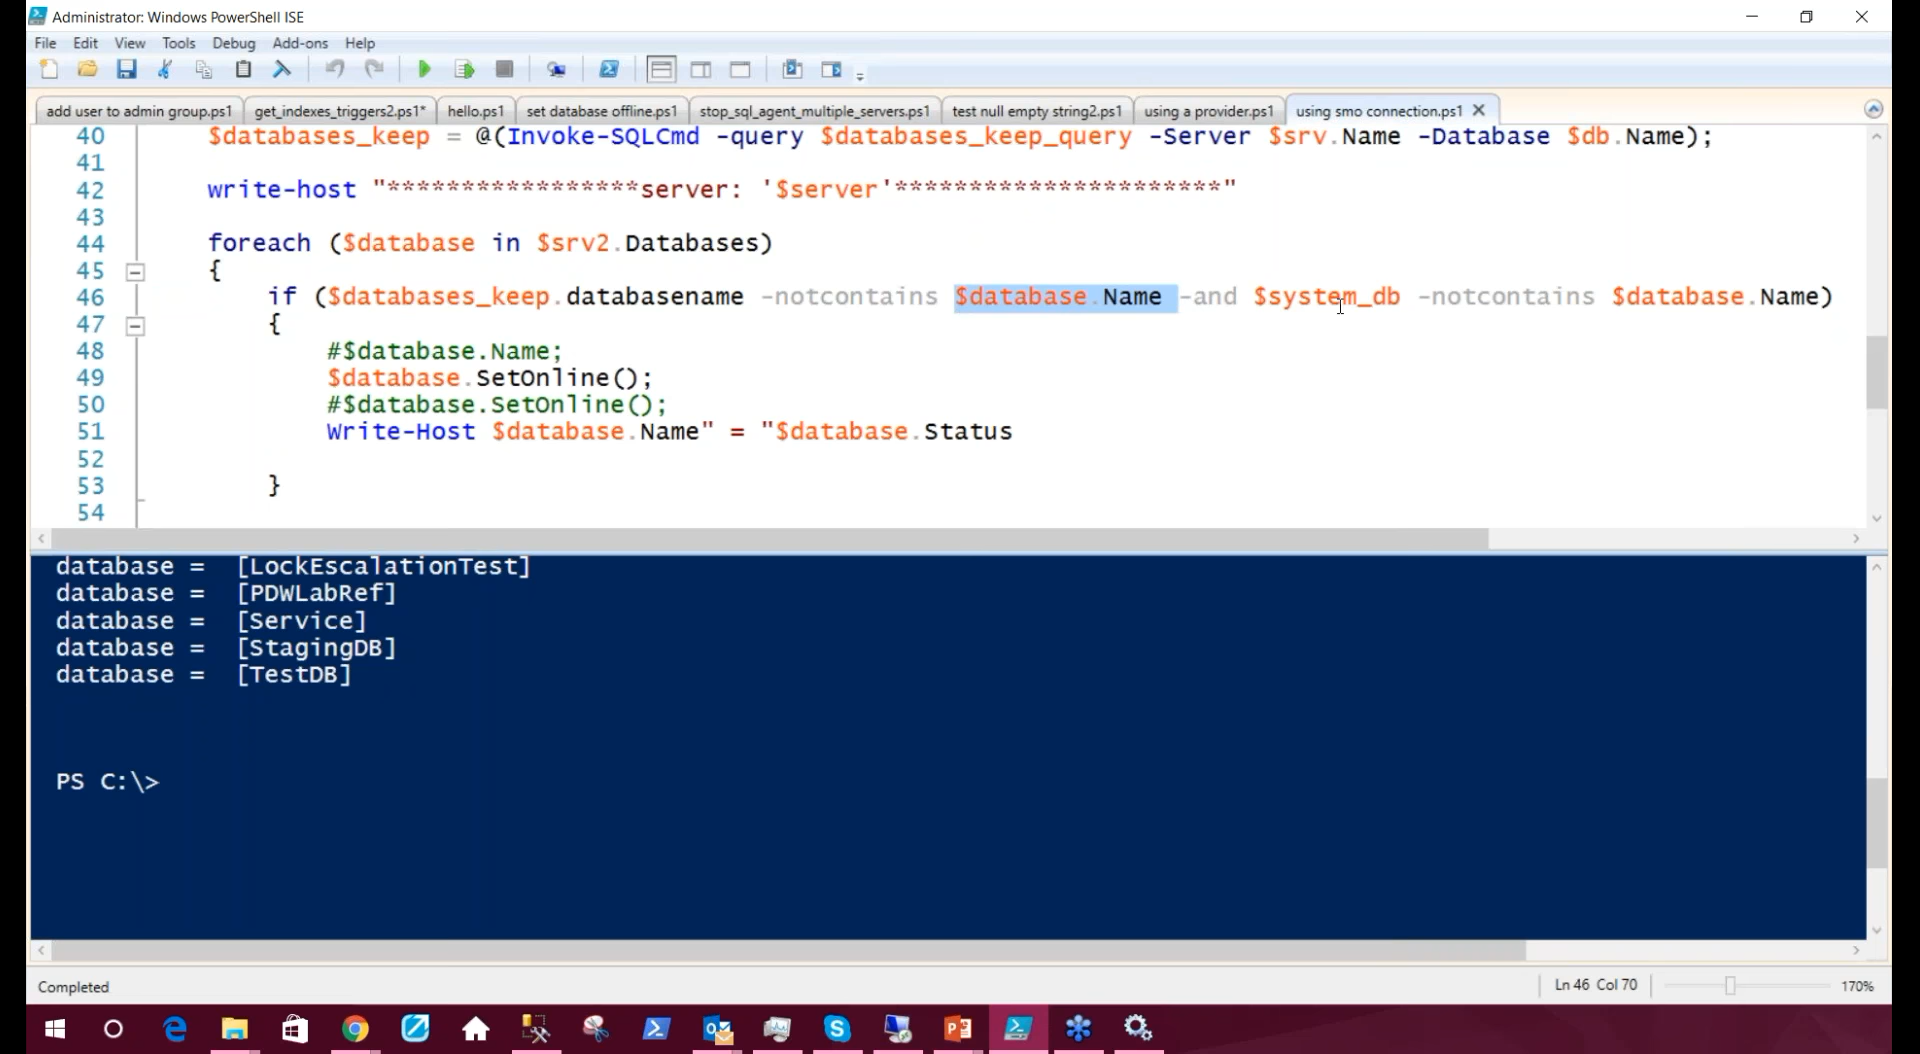 Administrator: Windows PowerShell ISE
File Edit View Tools Debug Add-ons Help
add user to admin group.ps1 get_indexes_triggers2.ps1* hello.ps1 set database offline.ps1 stop_sql_agent_multiple_servers.ps1 test null empty string2.ps1 using a provider.ps1 using smo connection.ps1
40 $databases_keep = @(Invoke-SQLCmd -query $databases_keep_query -Server $srv.Name -Database $db.Name);
41
42 write-host "*****************server: '$server'**********************"
43
44 foreach ($database in $srv2.Databases)
45 {
46 if ($databases_keep.databasename -notcontains $database.Name -and $system_db -notcontains $database.Name)
47 {
48 #$database.Name;
49 $database.SetOnline();
50 #$database.SetOnline();
51 Write-Host $database.Name" = "$database.Status
52
53 }
54
database = [LockEscalationTest]
database = [PDWLabRef]
database = [Service]
database = [StagingDB]
database = [TestDB]
PS C:\>
Completed Ln 46 Col 70 170%